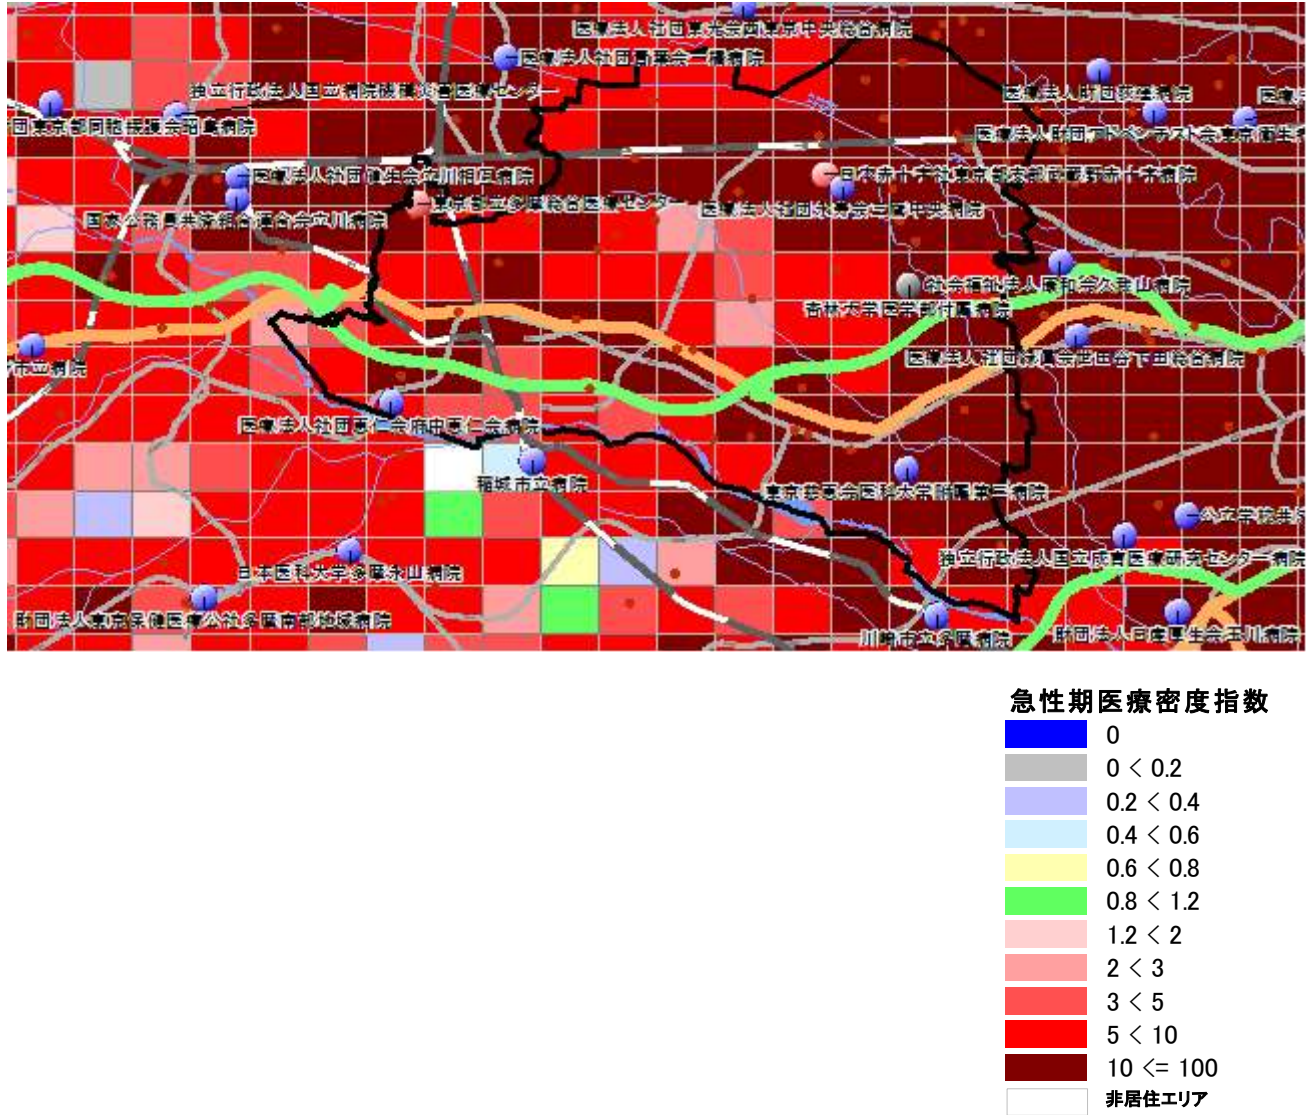 医療法人社団東光会西東京中央総合病院
医療法人社団青葉会一橋病院
独立行政法人国立病院機構災害医療センター
医療法人財団荻窪病院
医療
団東京都同胞援護会昭島病院
医療法人財団アドベンチスト会東京衛生
医療法人社団健生会立川相互病院
日本赤十字社東京都支部武蔵野赤十字病院
東京都立多摩総合医療センター
医療法人社団永寿会三鷹中央病院
国家公務員共済組合連合会立川病院
社会福祉法人康和会久我山病院
杏林大学医学部付属病院
医療法人社団緑眞会世田谷下田総合病院
市立病院
医療法人社団恵仁会府中恵仁会病院
稲城市立病院
東京慈恵会医科大学附属第三病院
公立学校共済
独立行政法人国立成育医療研究センター病院
日本医科大学多摩永山病院
財団法人東京保健医療公社多摩南部地域病院
川崎市立多摩病院
財団法人日産厚生会玉川病院
急性期医療密度指数
0
0 < 0.2
0.2 < 0.4
0.4 < 0.6
0.6 < 0.8
0.8 < 1.2
1.2 < 2
2 < 3
3 < 5
5 < 10
10 <= 100
非居住エリア